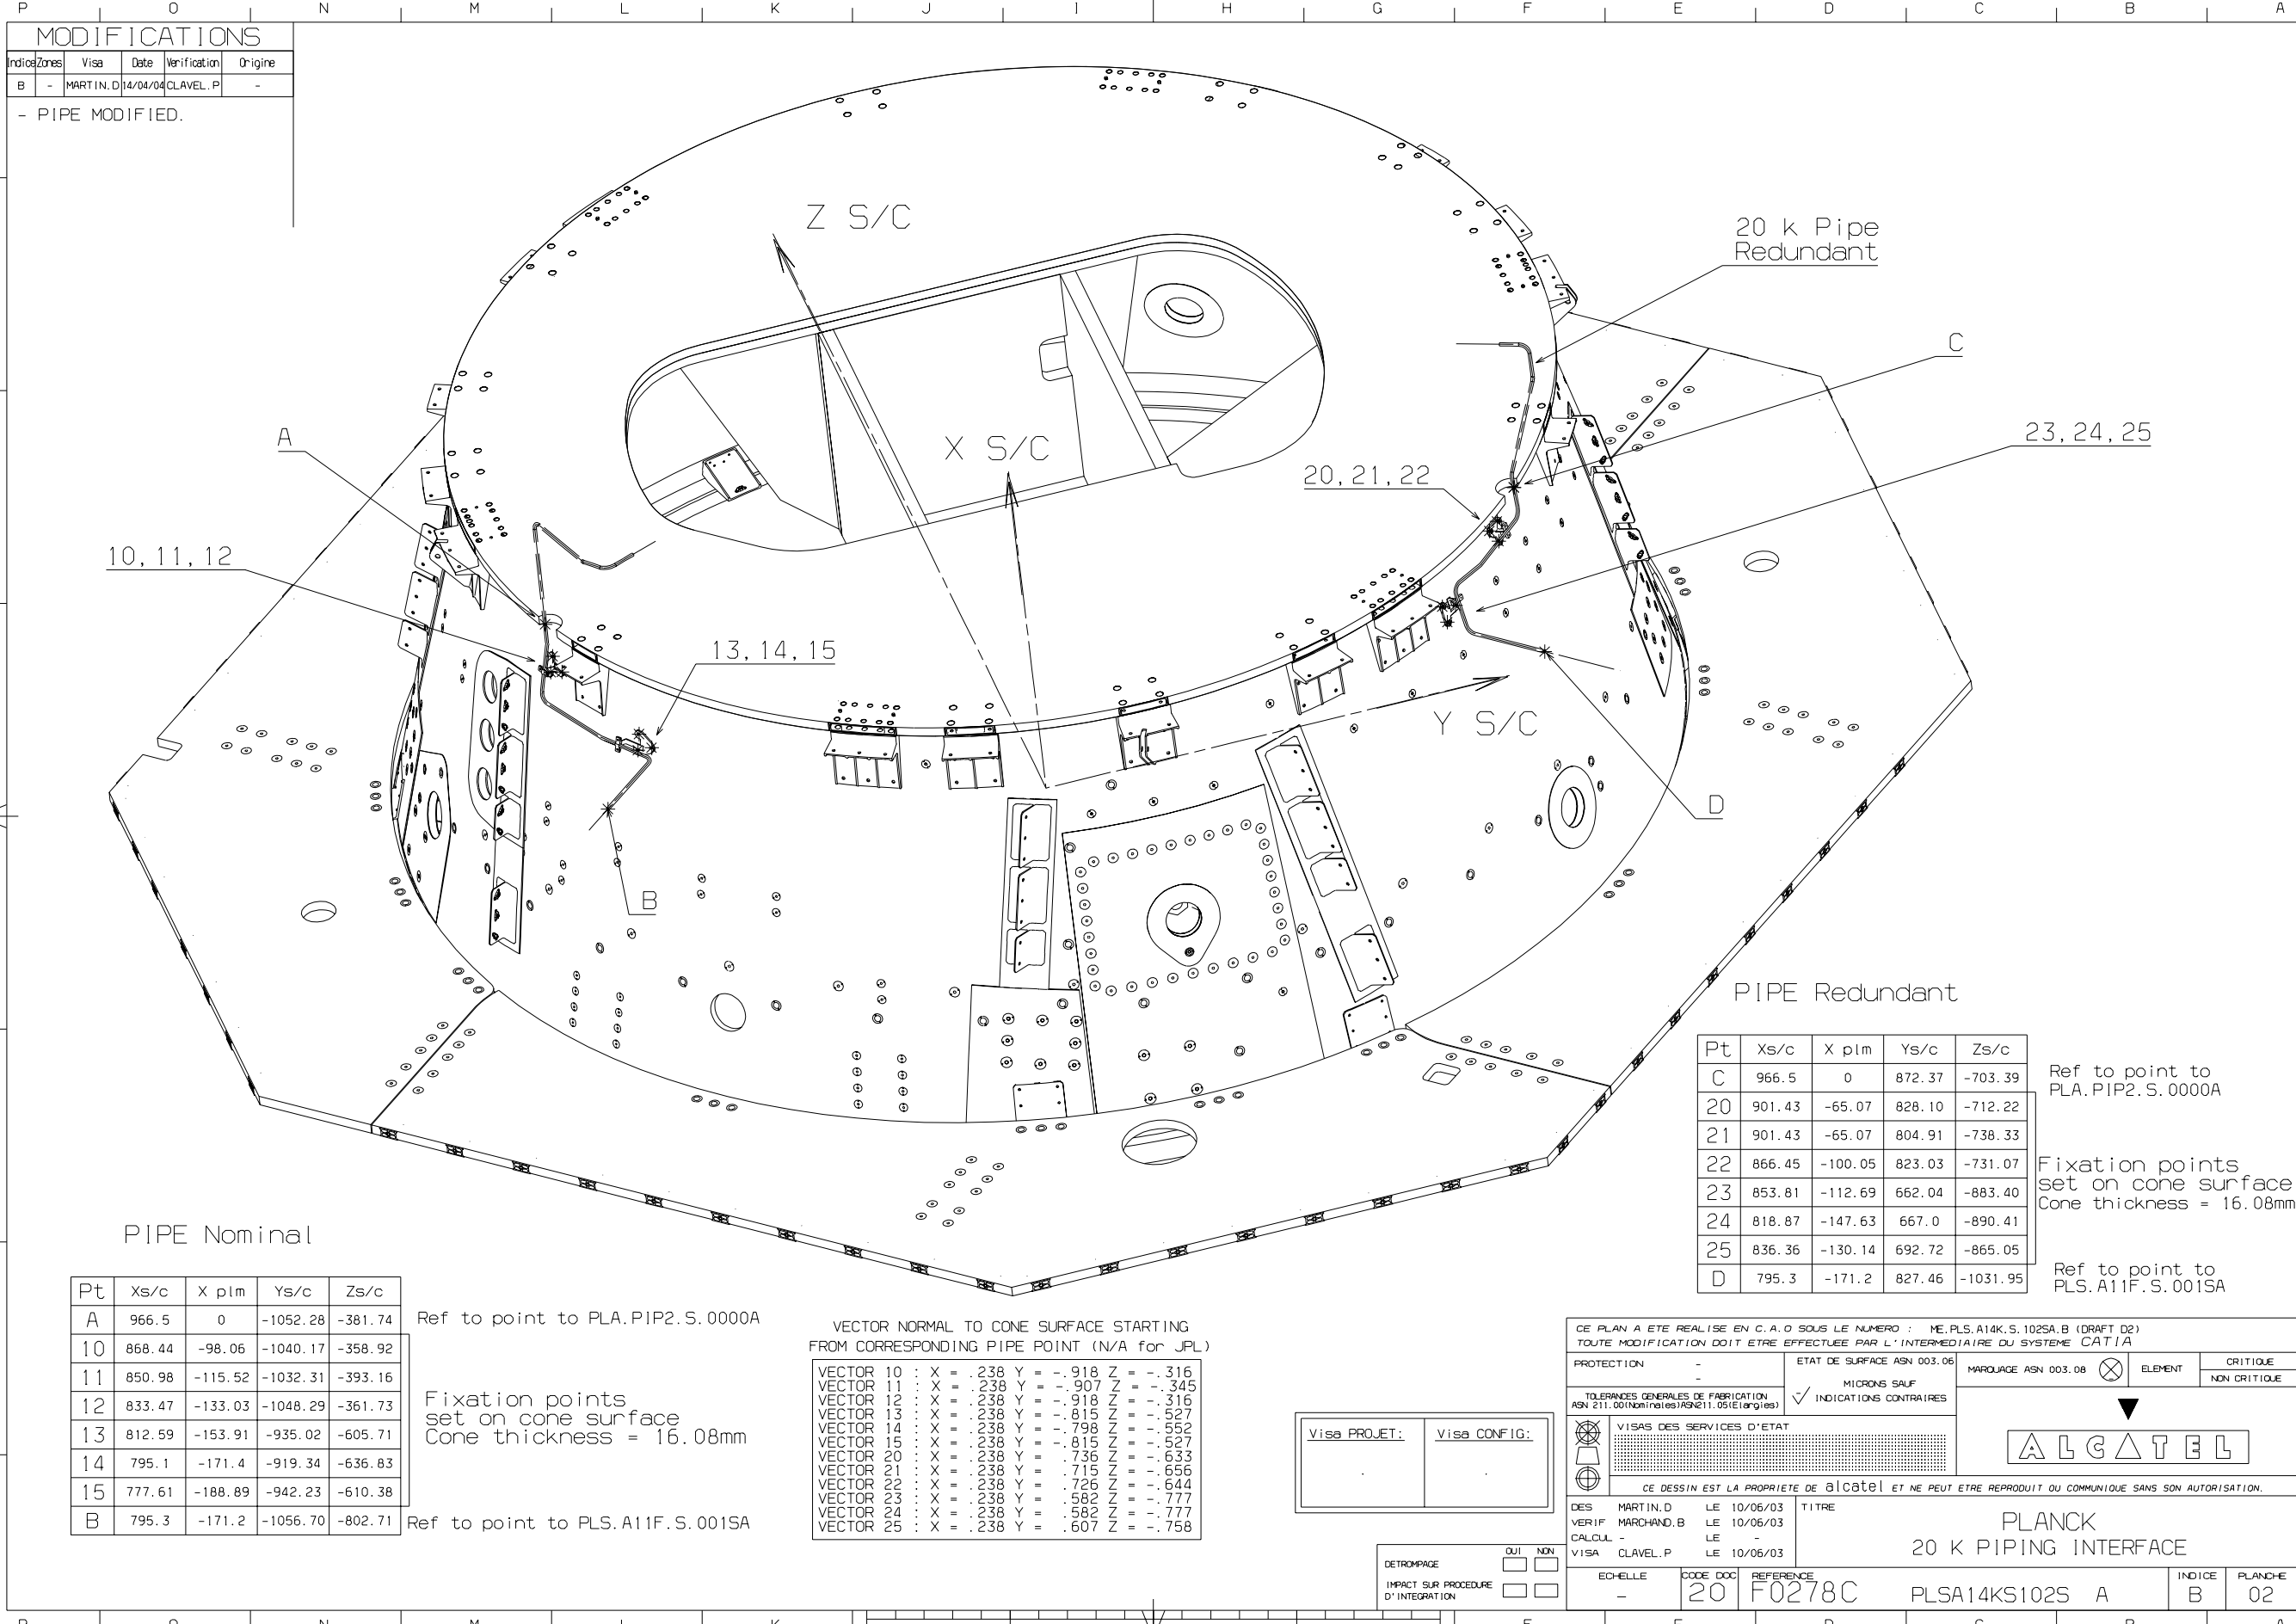 P O N M L K J I H G F E D C B A
MODIFICATIONS
Indice Zones Visa Date Verification Origine
B - MARTIN.D 14/04/04 CLAVEL.P -
- PIPE MODIFIED.
Z S/C
20 k Pipe
Redundant
C
A
X S/C
23,24,25
20,21,22
10,11,12
13,14,15
Y S/C
D
B
PIPE Redundant
Pt Xs/c X plm Ys/c Zs/c
C 966.5 0 872.37 -703.39
20 901.43 -65.07 828.10 -712.22
21 901.43 -65.07 804.91 -738.33
22 866.45 -100.05 823.03 -731.07
23 853.81 -112.69 662.04 -883.40
24 818.87 -147.63 667.0 -890.41
25 836.36 -130.14 692.72 -865.05
D 795.3 -171.2 827.46 -1031.95
Ref to point to
PLA.PIP2.S.0000A
Fixation points
set on cone surface
Cone thickness = 16.08mm
Ref to point to
PLS.A11F.S.001SA
PIPE Nominal
Pt Xs/c X plm Ys/c Zs/c
A 966.5 0 -1052.28 -381.74
10 868.44 -98.06 -1040.17 -358.92
11 850.98 -115.52 -1032.31 -393.16
12 833.47 -133.03 -1048.29 -361.73
13 812.59 -153.91 -935.02 -605.71
14 795.1 -171.4 -919.34 -636.83
15 777.61 -188.89 -942.23 -610.38
B 795.3 -171.2 -1056.70 -802.71
Ref to point to PLA.PIP2.S.0000A
Fixation points
set on cone surface
Cone thickness = 16.08mm
Ref to point to PLS.A11F.S.001SA
VECTOR NORMAL TO CONE SURFACE STARTING
FROM CORRESPONDING PIPE POINT (N/A for JPL)
VECTOR 10 : X = .238 Y = -.918 Z = -.316
VECTOR 11 : X = .238 Y = -.907 Z = -.345
VECTOR 12 : X = .238 Y = -.918 Z = -.316
VECTOR 13 : X = .238 Y = -.815 Z = -.527
VECTOR 14 : X = .238 Y = -.798 Z = -.552
VECTOR 15 : X = .238 Y = -.815 Z = -.527
VECTOR 20 : X = .238 Y = .736 Z = -.633
VECTOR 21 : X = .238 Y = .715 Z = -.656
VECTOR 22 : X = .238 Y = .726 Z = -.644
VECTOR 23 : X = .238 Y = .582 Z = -.777
VECTOR 24 : X = .238 Y = .582 Z = -.777
VECTOR 25 : X = .238 Y = .607 Z = -.758
Visa PROJET: Visa CONFIG:
CE PLAN A ETE REALISE EN C.A.O SOUS LE NUMERO : ME.PLS.A14K.S.102SA.B (DRAFT D2)
TOUTE MODIFICATION DOIT ETRE EFFECTUEE PAR L'INTERMEDIAIRE DU SYSTEME CATIA
PROTECTION - -
ETAT DE SURFACE ASN 003.06
MICRONS SAUF
INDICATIONS CONTRAIRES
MARQUAGE ASN 003.08
ELEMENT
CRITIQUE
NON CRITIQUE
TOLERANCES GENERALES DE FABRICATION
ASN 211.00(Nominales)ASN211.05(Elargies)
VISAS DES SERVICES D'ETAT
ALCATEL
CE DESSIN EST LA PROPRIETE DE alcatel ET NE PEUT ETRE REPRODUIT OU COMMUNIQUE SANS SON AUTORISATION.
DES MARTIN.D LE 10/06/03
VERIF MARCHAND.B LE 10/06/03
CALCUL - LE -
VISA CLAVEL.P LE 10/06/03
TITRE
PLANCK
20 K PIPING INTERFACE
DETROMPAGE OUI NON
IMPACT SUR PROCEDURE
D'INTEGRATION
ECHELLE -
CODE DOC 20
REFERENCE F0278C PLSA14KS102S A
INDICE B
PLANCHE 02